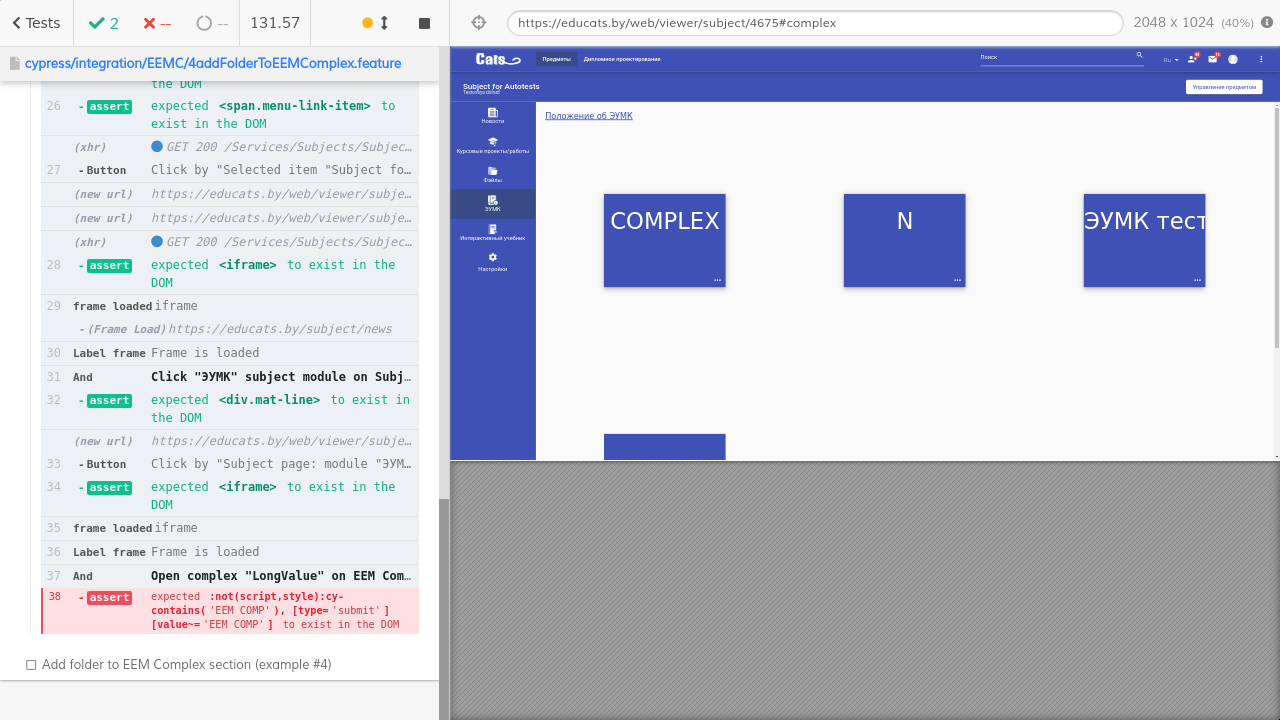 Tests
2
--
--
131.57
https://educats.by/web/viewer/subject/4675#complex
2048 x 1024 (40%)
cypress/integration/EEMC/4addFolderToEEMComplex.feature
the DOM
26 - assert expected <span.menu-link-item> to
exist in the DOM
(xhr) GET 200 /Services/Subjects/Subjec…
27 - Button Click by "Selected item "Subject fo…
(new url) https://educats.by/web/viewer/subje…
(new url) https://educats.by/web/viewer/subje…
(xhr) GET 200 /Services/Subjects/Subjec…
28 - assert expected <iframe> to exist in the
DOM
29 frame loaded iframe
- (Frame Load) https://educats.by/subject/news
30 Label frame Frame is loaded
31 And Click "ЭУМК" subject module on Subj…
32 - assert expected <div.mat-line> to exist in
the DOM
(new url) https://educats.by/web/viewer/subje…
33 - Button Click by "Subject page: module "ЭУМ…
34 - assert expected <iframe> to exist in the
DOM
35 frame loaded iframe
36 Label frame Frame is loaded
37 And Open complex "LongValue" on EEM Com…
38 - assert expected :not(script,style):cy-
contains('EEM COMP'), [type='submit']
[value~='EEM COMP'] to exist in the DOM
Add folder to EEM Complex section (example #4)
Cats
Предметы
Дипломное проектирование
Поиск
Ru
Subject for Autotests
Управление предметом
Новости
Курсовые проекты/работы
Файлы
ЭУМК
Интерактивный учебник
Настройки
Положение об ЭУМК
COMPLEX
...
N
...
ЭУМК тест
...